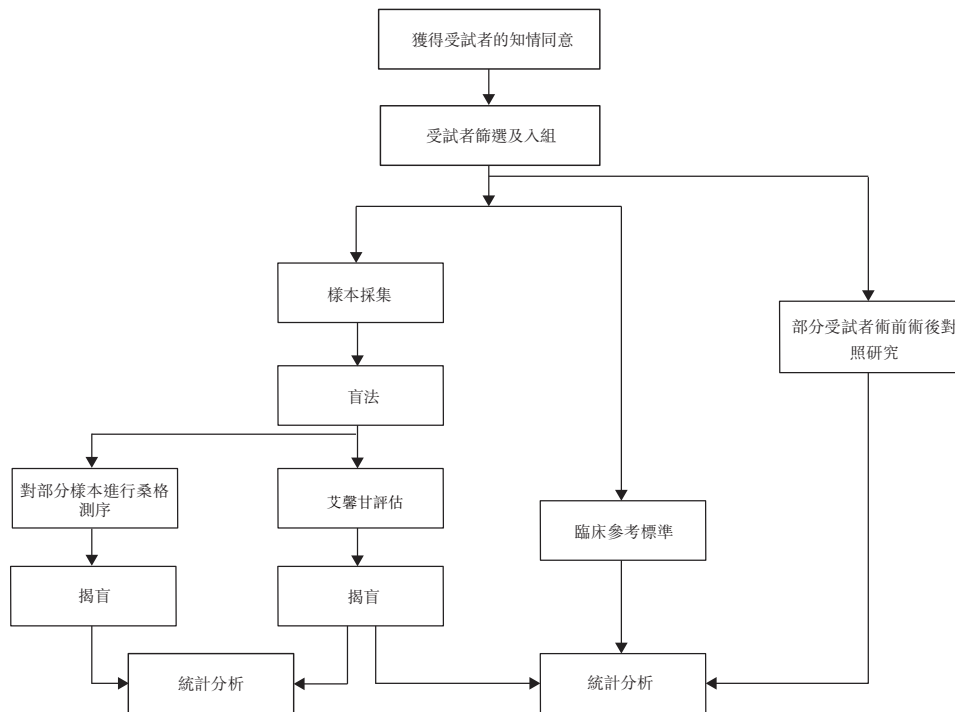 獲得受試者的知情同意
受試者篩選及入組
樣本採集
部分受試者術前術後對
照研究
盲法
對部分樣本進行桑格
測序
艾馨甘評估
臨床參考標準
揭盲
揭盲
統計分析
統計分析